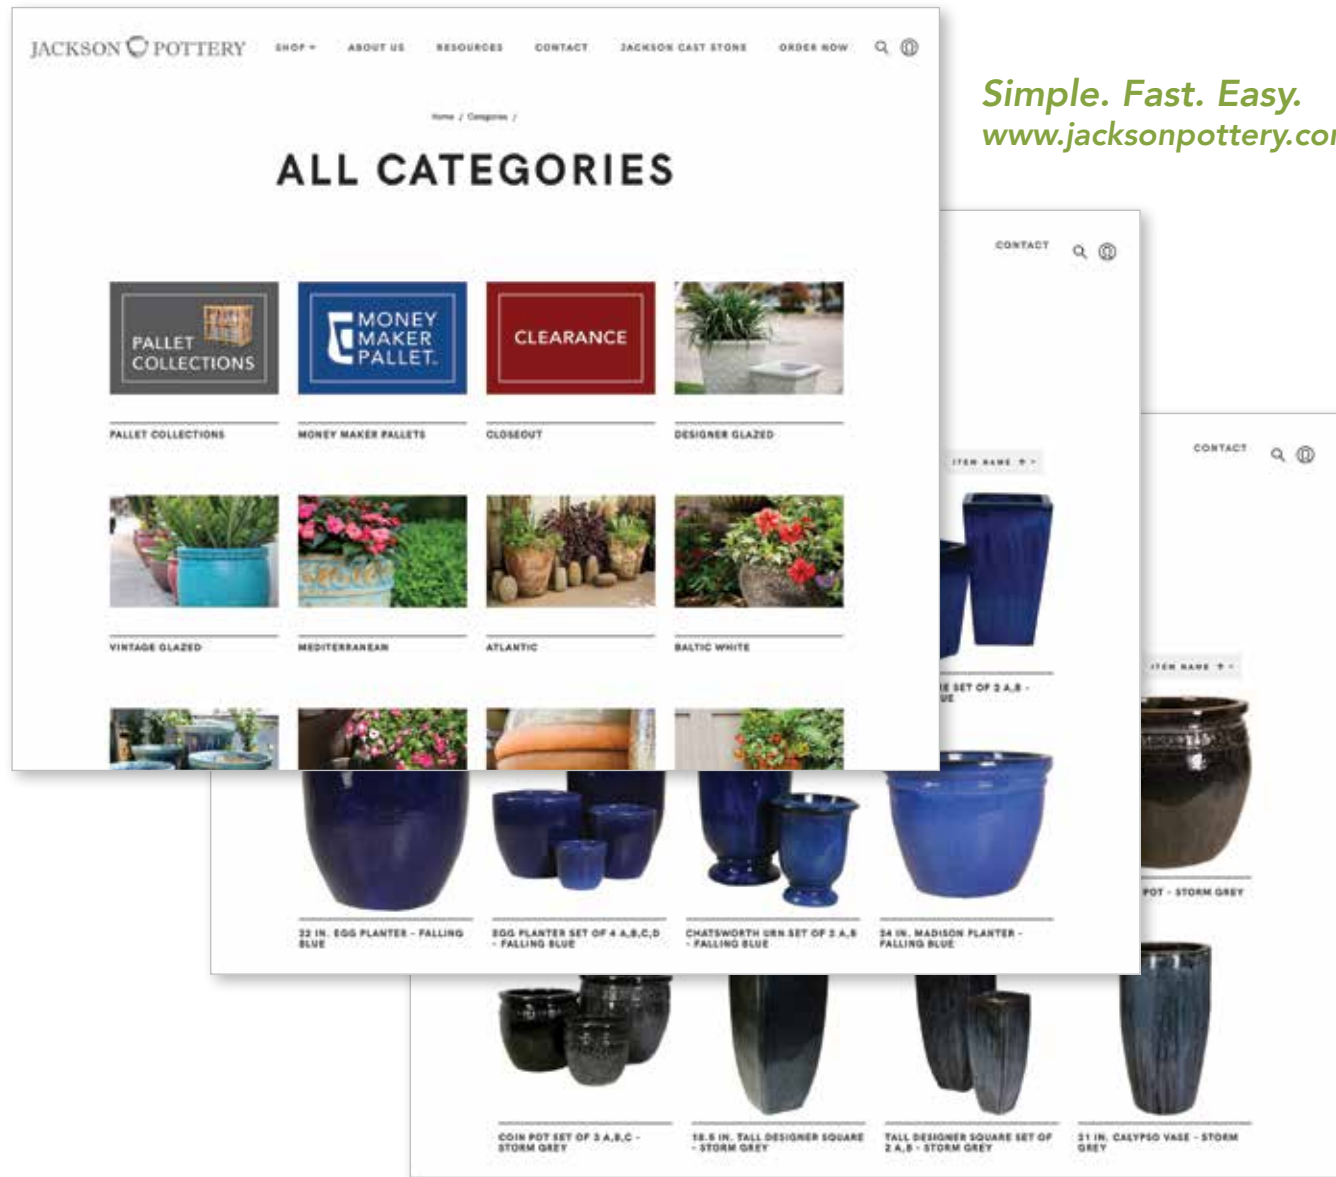 JACKSON POTTERY
SHOP
ABOUT US
RESOURCES
CONTACT
JACKSON CAST STONE
ORDER NOW
Simple. Fast. Easy.
www.jacksonpottery.com
Home / Categories /
ALL CATEGORIES
PALLET
COLLECTIONS
MONEY
MAKER
PALLET
CLEARANCE
PALLET COLLECTIONS
MONEY MAKER PALLETS
CLOSEOUT
DESIGNER GLAZED
VINTAGE GLAZED
MEDITERRANEAN
ATLANTIC
BALTIC WHITE
CONTACT
ITEM NAME
SET OF 2 A,B -
22 IN. EGG PLANTER - FALLING
BLUE
EGG PLANTER SET OF 4 A,B,C,D
- FALLING BLUE
CHATSWORTH URN SET OF 2 A,B
- FALLING BLUE
24 IN. MADISON PLANTER -
FALLING BLUE
CONTACT
ITEM NAME
POT - STORM GREY
COIN POT SET OF 3 A,B,C -
STORM GREY
18.5 IN. TALL DESIGNER SQUARE
- STORM GREY
TALL DESIGNER SQUARE SET OF
2 A,B - STORM GREY
21 IN. CALYPSO VASE - STORM
GREY